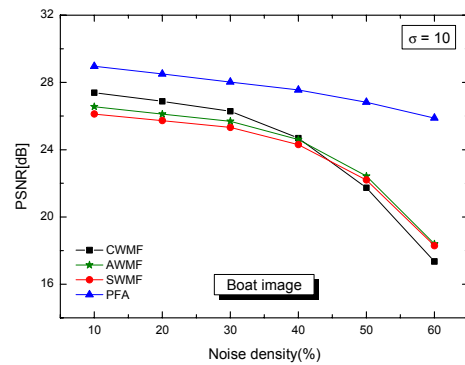 32
28
24
20
16
PSNR[dB]
σ = 10
CWMF
AWMF
SWMF
PFA
Boat image
10 20 30 40 50 60
Noise density(%)